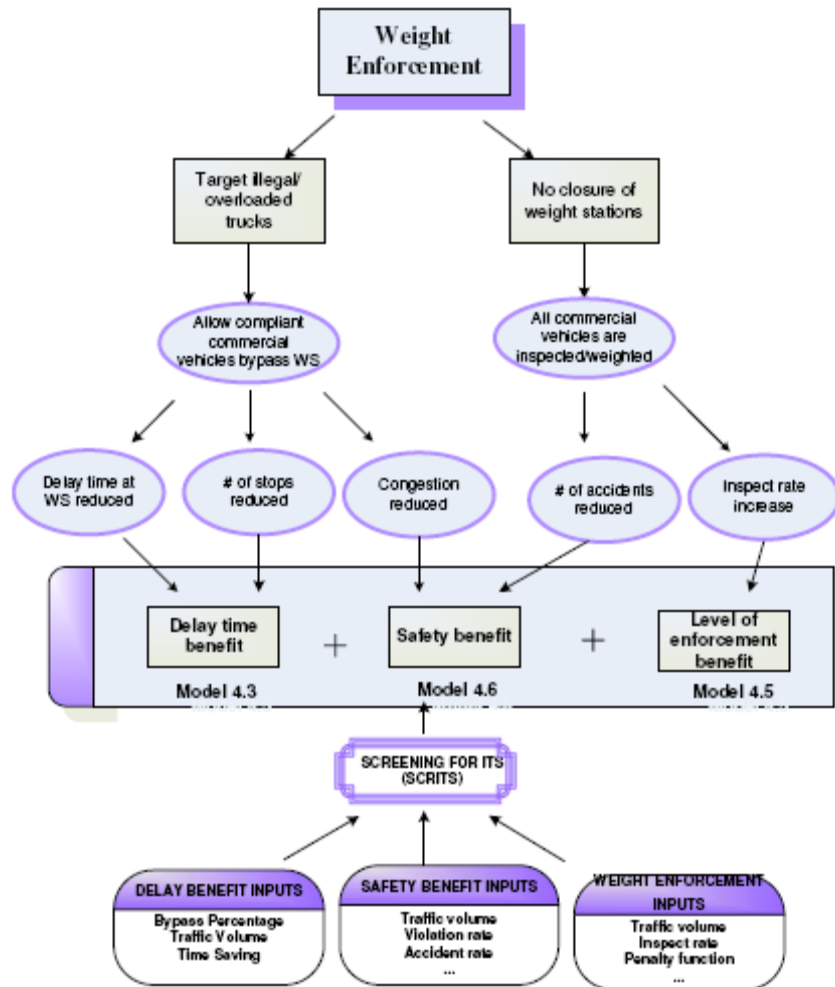 Weight
Enforcement
Target illegal/
overloaded
trucks
No closure of
weight stations
Allow compliant
commercial
vehicles bypass WS
All commercial
vehicles are
inspected/weighted
Delay time at
WS reduced
# of stops
reduced
Congestion
reduced
# of accidents
reduced
Inspect rate
increase
Delay time
benefit
+
Safety benefit
+
Level of
enforcement
benefit
Model 4.3
Model 4.6
Model 4.5
SCREENING FOR ITS
(SCRITS)
DELAY BENEFIT INPUTS
Bypass Percentage
Traffic Volume
Time Saving
SAFETY BENEFIT INPUTS
Traffic volume
Violation rate
Accident rate
...
WEIGHT ENFORCEMENT
INPUTS
Traffic volume
Inspect rate
Penalty function
...